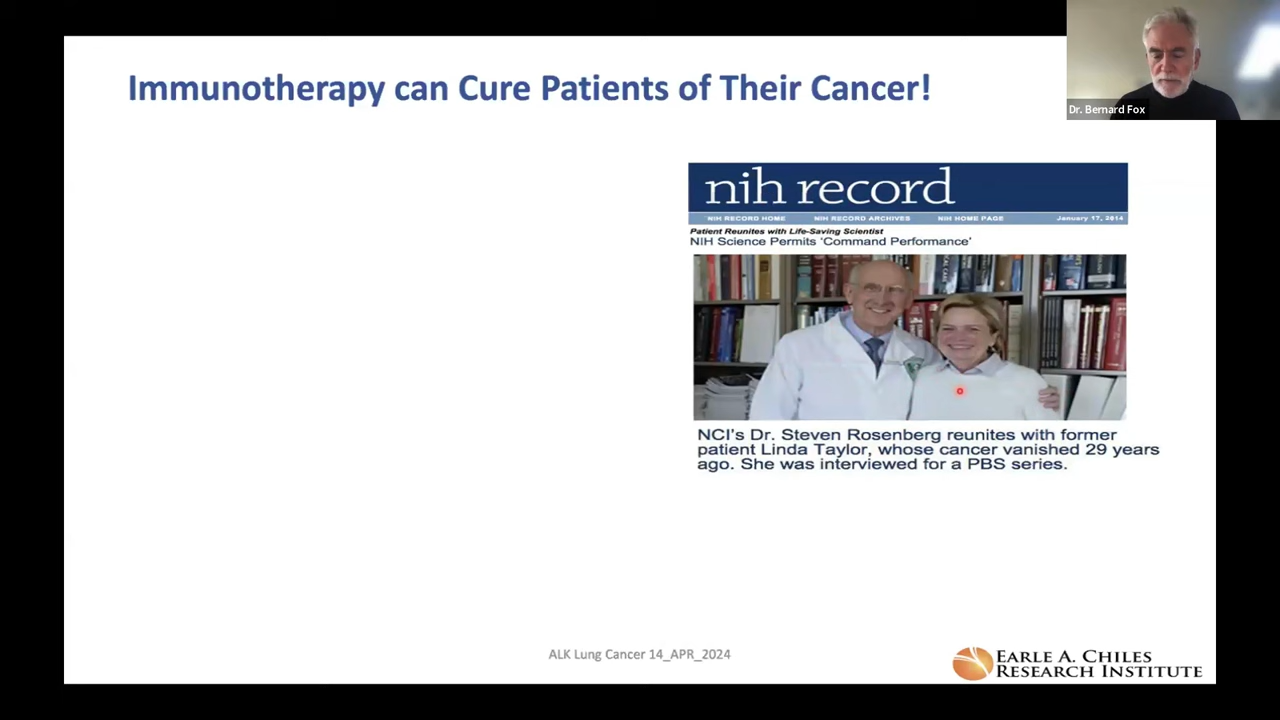 Immunotherapy can Cure Patients of Their Cancer!
Dr. Bernard Fox
nih record
NIH RECORD HOME NIH RECORD ARCHIVES NIH HOME PAGE January 17, 2014
Patient Reunites with Life-Saving Scientist
NIH Science Permits ‘Command Performance’
NCI’s Dr. Steven Rosenberg reunites with former
patient Linda Taylor, whose cancer vanished 29 years
ago. She was interviewed for a PBS series.
ALK Lung Cancer 14_APR_2024
EARLE A. CHILES
RESEARCH INSTITUTE